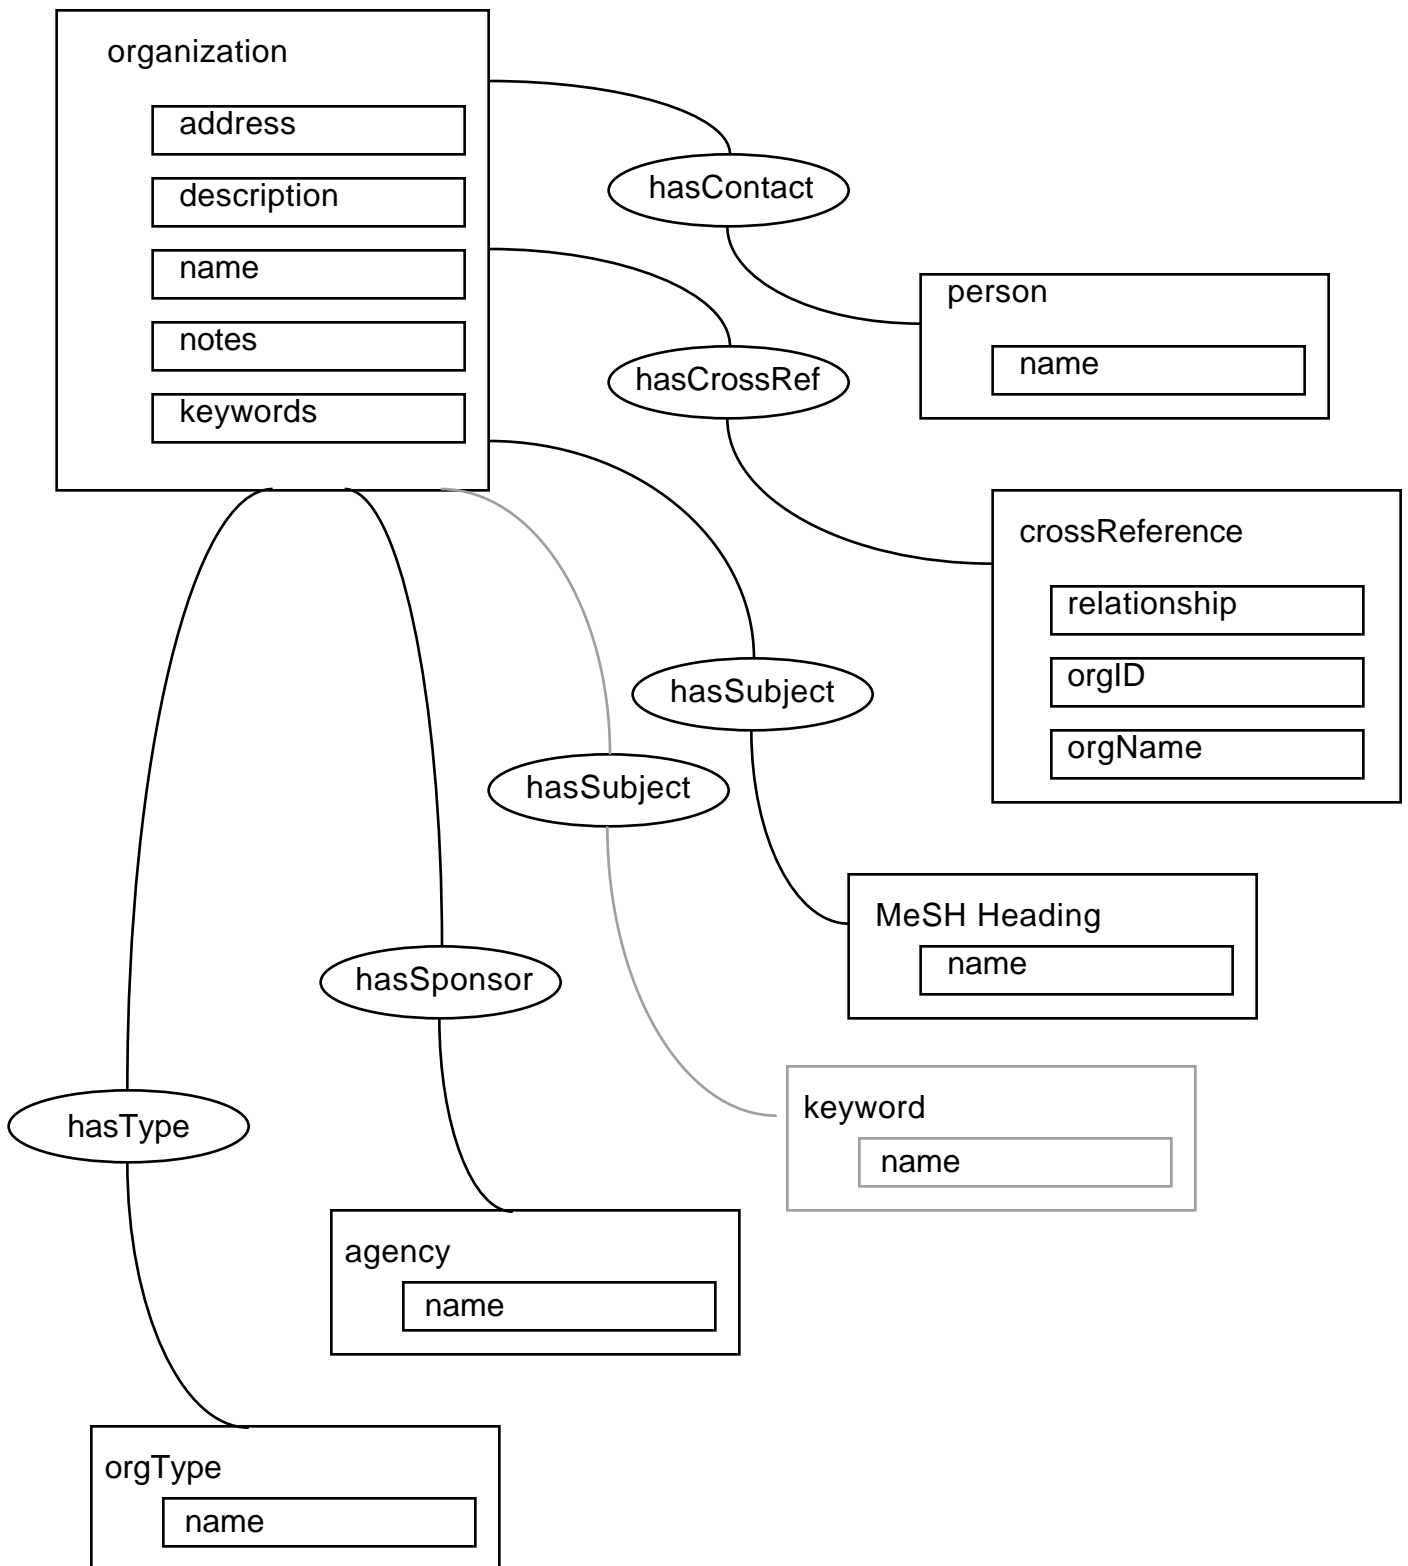 organization
address
description
name
notes
keywords
hasContact
person
name
hasCrossRef
crossReference
relationship
orgID
orgName
hasSubject
hasSubject
MeSH Heading
name
hasSponsor
keyword
name
hasType
agency
name
orgType
name